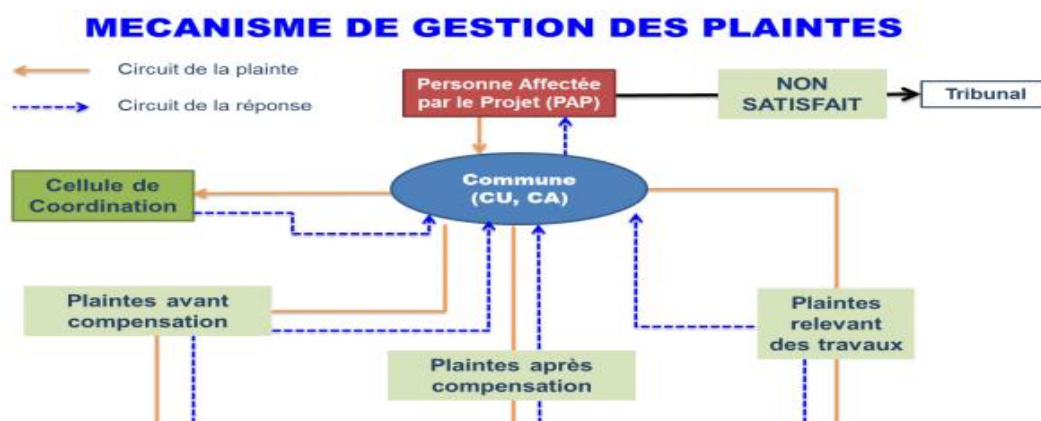 MECANISME DE GESTION DES PLAINTES
Circuit de la plainte
Circuit de la réponse
Personne Affectée
par le Projet (PAP)
NON
SATISFAIT
Tribunal
Cellule de
Coordination
Commune
(CU, CA)
Plaintes avant
compensation
Plaintes après
compensation
Plaintes
relevant
des travaux